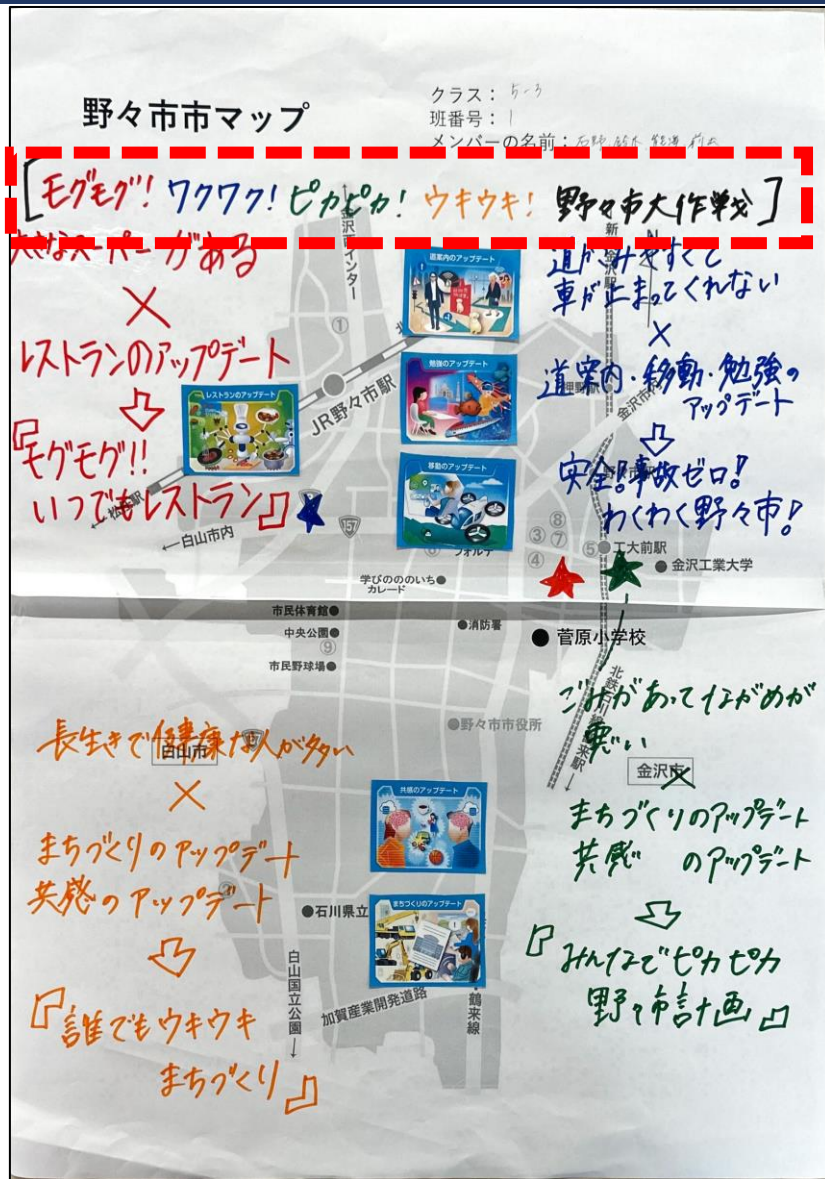 野々市市マップ
クラス：5-3
班番号：1
メンバーの名前：
[モグモグ！ワクワク！ピカピカ！ウキウキ！野々市大作戦]
大きなスーパーがある
×
レストランのアップデート
『モグモグ!!
いつでもレストラン』
道がみせすくて
車が止まってくれない
×
道案内・移動・勉強の
アップデート
安全！事故ゼロ！
わくわく野々市！
道案内のアップデート
勉強のアップデート
移動のアップデート
レストランのアップデート
金沢西インター
①
JR野々市駅
157
←白山市内
フォルテ
③
⑧
⑦
④
⑤
工大前駅
金沢工業大学
学びのののいち
カレード
市民体育館
中央公園
⑨
市民野球場
消防署
菅原小学校
野々市市役所
白山市
金沢市
長生きで健康な人が多い
×
まちづくりのアップデート
共感のアップデート
『誰でもウキウキ
まちづくり』
ごみがあってながめが
悪い
×
まちづくりのアップデート
共感のアップデート
『みんなでピカピカ
野々市計画』
共感のアップデート
まちづくりのアップデート
石川県立
白山国立公園→
加賀産業開発道路
鶴来線